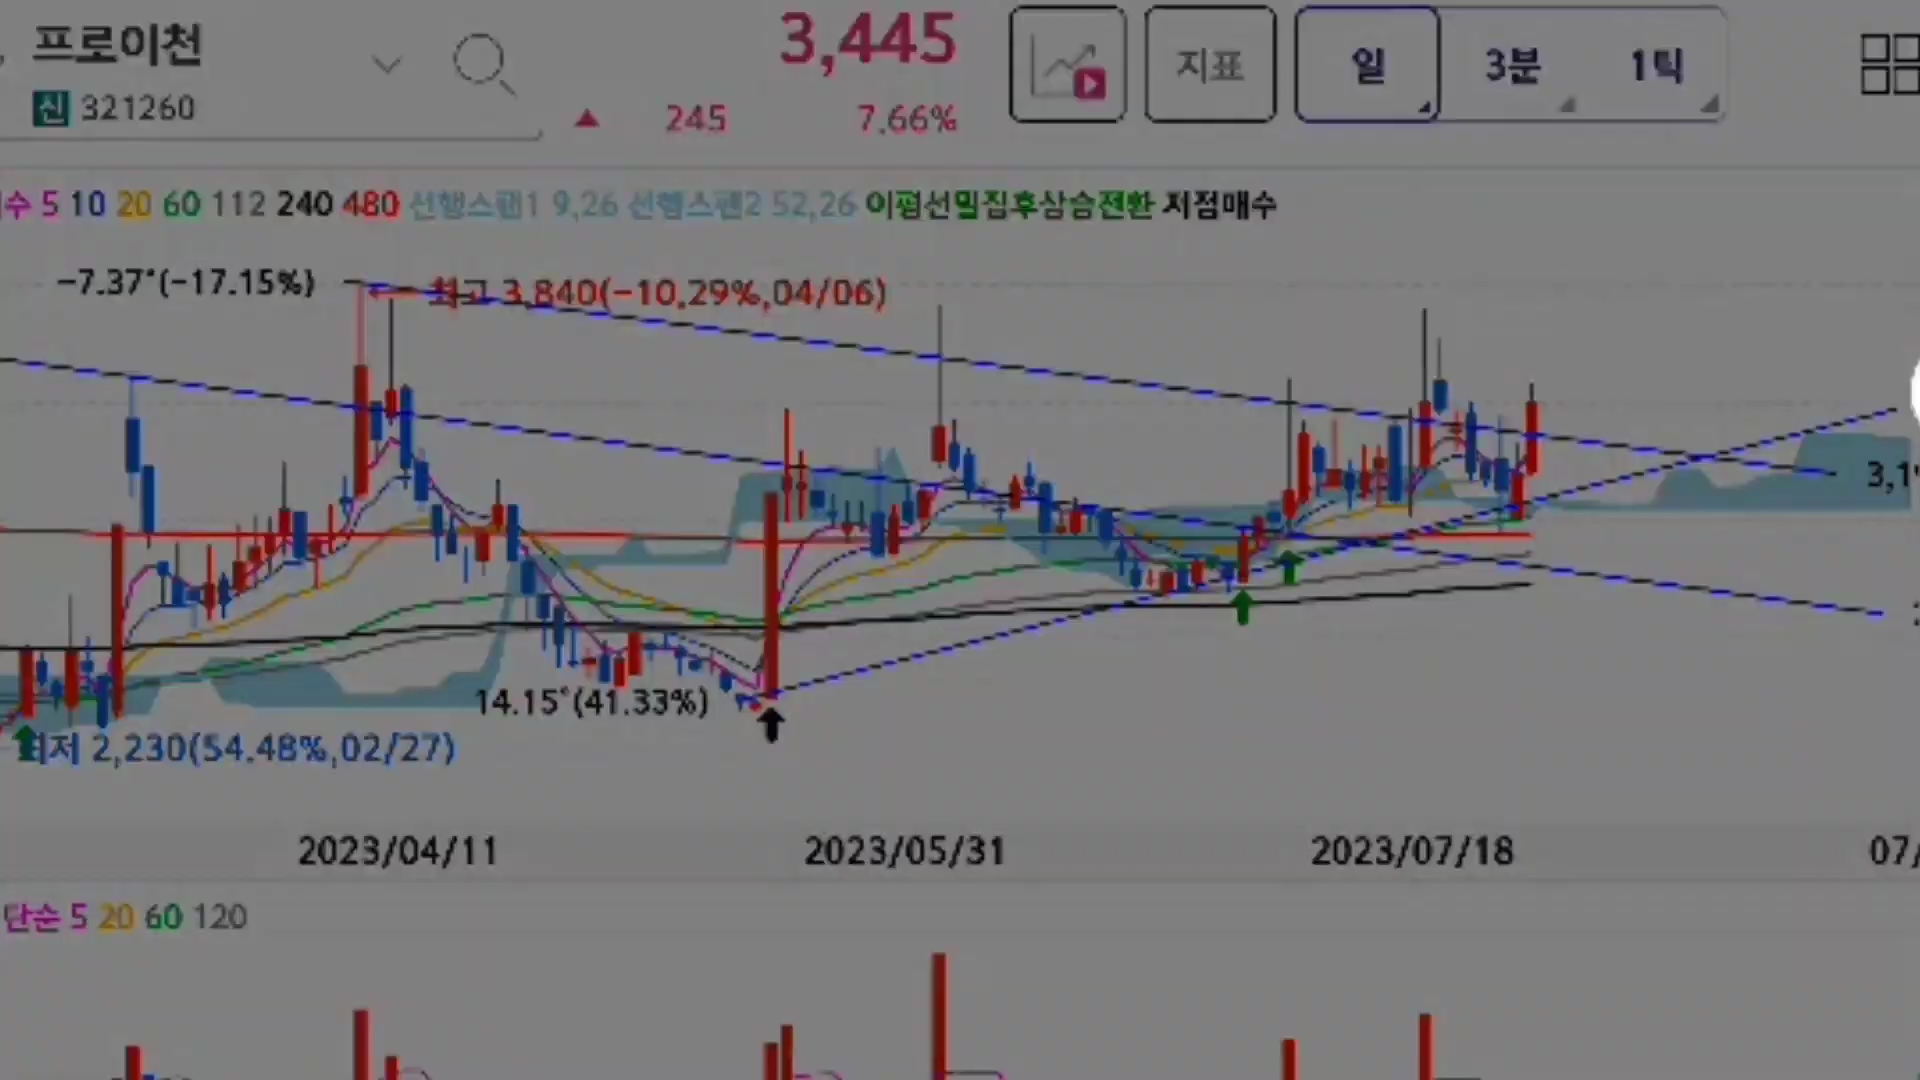 프로이천
신 321260
3,445
▲ 245 7.66%
지표
일 3분 1틱
수 5 10 20 60 112 240 480 선행스팬1 9,26 선행스팬2 52,26 이평선밀집후상승전환 저점매수
-7.37°(-17.15%)
최고 3,840(-10.29%,04/06)
3,1
14.15°(41.33%)
최저 2,230(54.48%,02/27)
2023/04/11 2023/05/31 2023/07/18 07/
단순 5 20 60 120